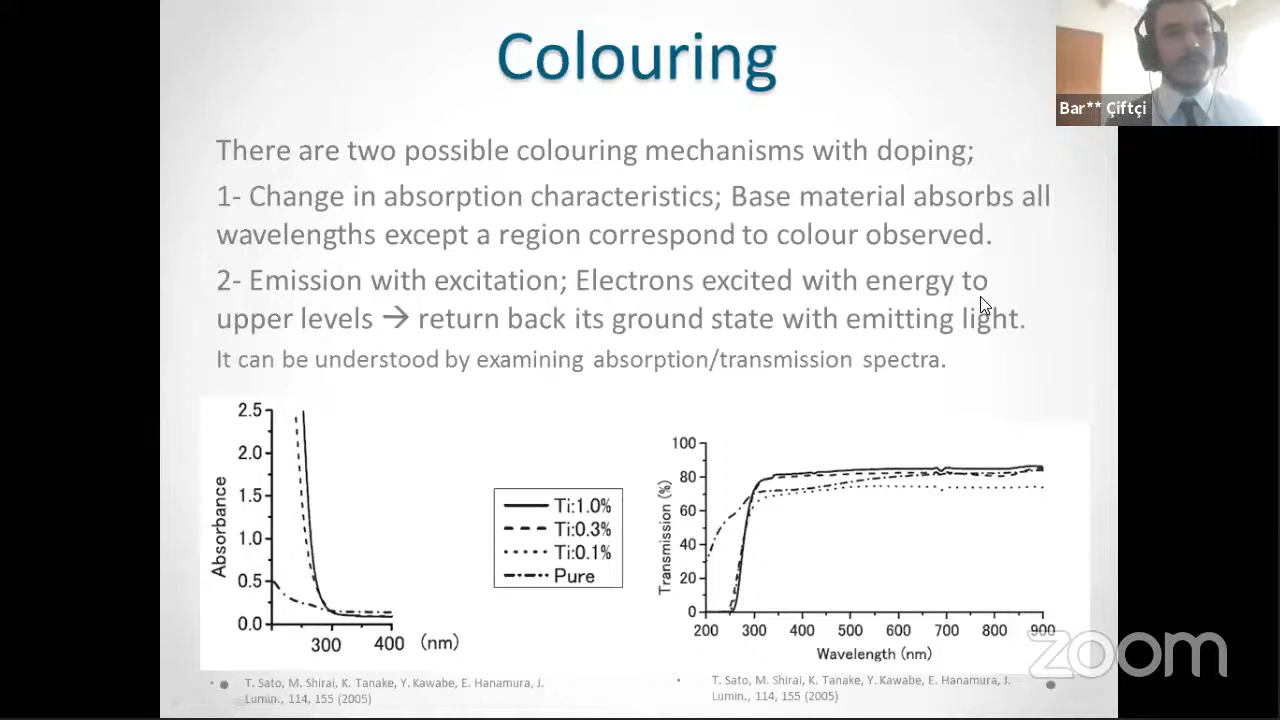 Colouring
Bar** Çiftçi
There are two possible colouring mechanisms with doping;
1- Change in absorption characteristics; Base material absorbs all
wavelengths except a region correspond to colour observed.
2- Emission with excitation; Electrons excited with energy to
upper levels → return back its ground state with emitting light.
It can be understood by examining absorption/transmission spectra.
2.5
2.0
1.5
1.0
0.5
0.0
Absorbance
300 400 (nm)
Ti:1.0%
Ti:0.3%
Ti:0.1%
Pure
100
80
60
40
20
0
Transmission (%)
200 300 400 500 600 700 800 900
Wavelength (nm)
zoom
• T. Sato, M. Shirai, K. Tanake, Y. Kawabe, E. Hanamura, J.
Lumin., 114, 155 (2005)
• T. Sato, M. Shirai, K. Tanake, Y. Kawabe, E. Hanamura, J.
Lumin., 114, 155 (2005)